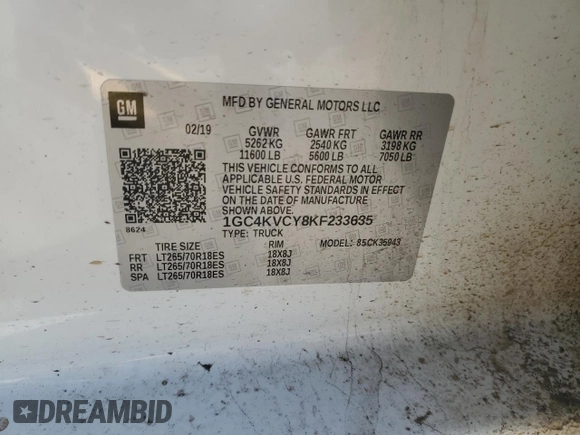 GM
MFD BY GENERAL MOTORS LLC
02/19 GVWR GAWR FRT GAWR RR
5262 KG 2540 KG 3198 KG
11600 LB 5600 LB 7050 LB
THIS VEHICLE CONFORMS TO ALL
APPLICABLE U.S. FEDERAL MOTOR
VEHICLE SAFETY STANDARDS IN EFFECT
ON THE DATE OF MANUFACTURE SHOWN ABOVE.
1GC4KVCY8KF233635
8624
TYPE: TRUCK MODEL: 85CK35943
TIRE SIZE RIM
FRT LT265/70R18ES 18X8J
RR LT265/70R18ES 18X8J
SPA LT265/70R18ES 18X8J
DREAMBID